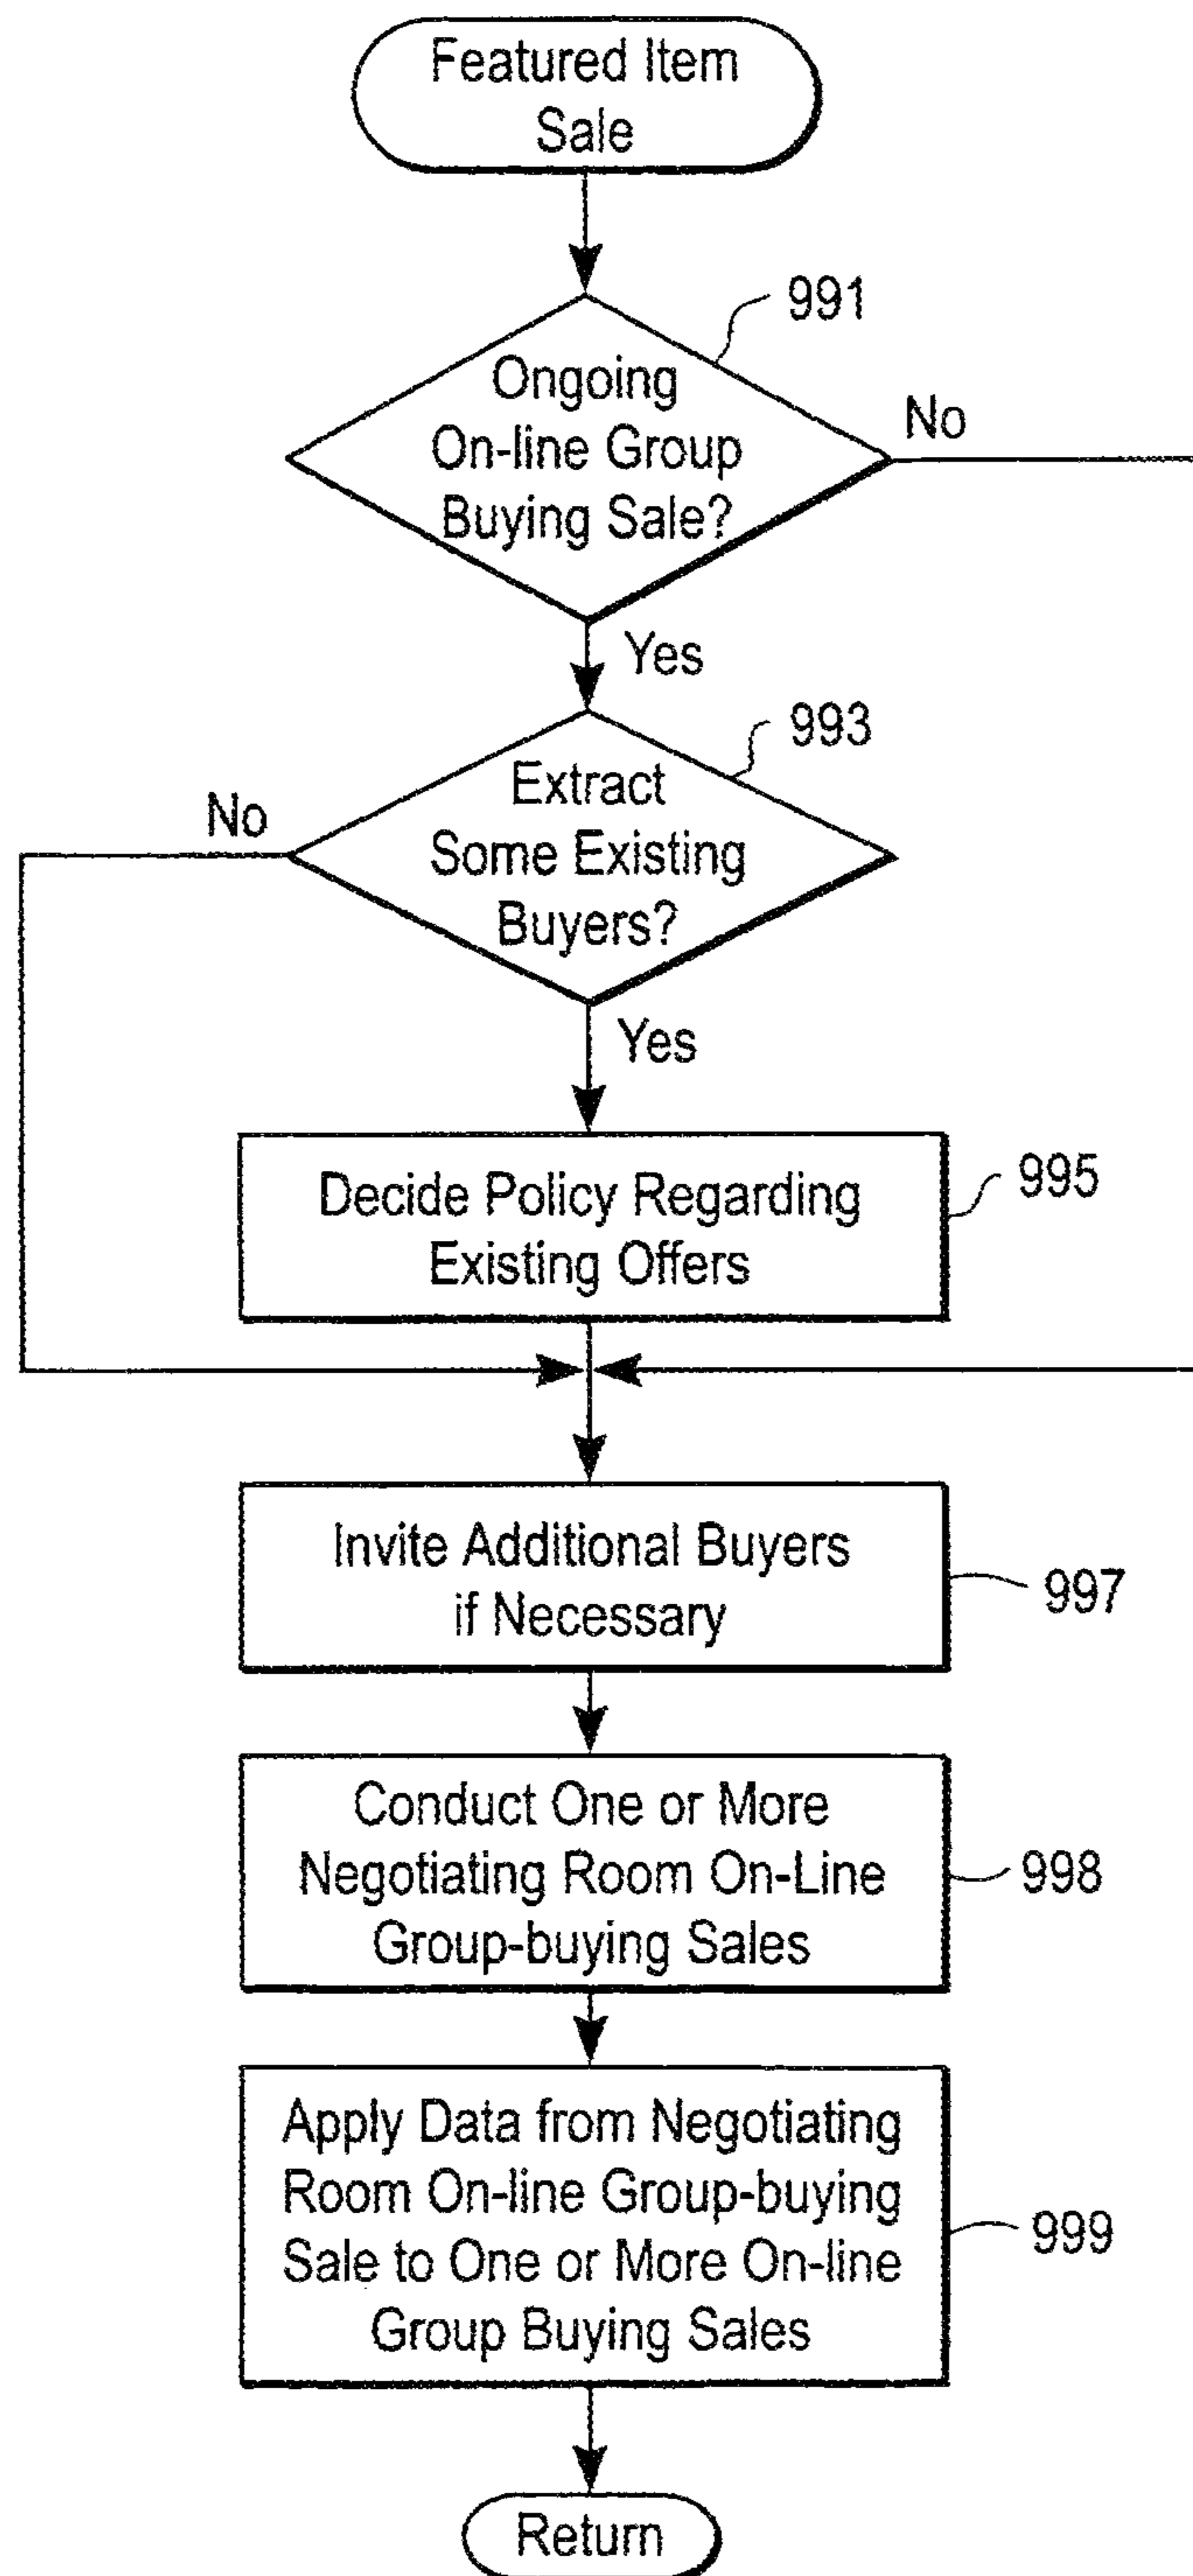 Featured Item
Sale
991
Ongoing
On-line Group
Buying Sale?
No
Yes
993
Extract
Some Existing
Buyers?
No
Yes
995
Decide Policy Regarding
Existing Offers
Invite Additional Buyers
if Necessary
997
Conduct One or More
Negotiating Room On-Line
Group-buying Sales
998
Apply Data from Negotiating
Room On-line Group-buying
Sale to One or More On-line
Group Buying Sales
999
Return